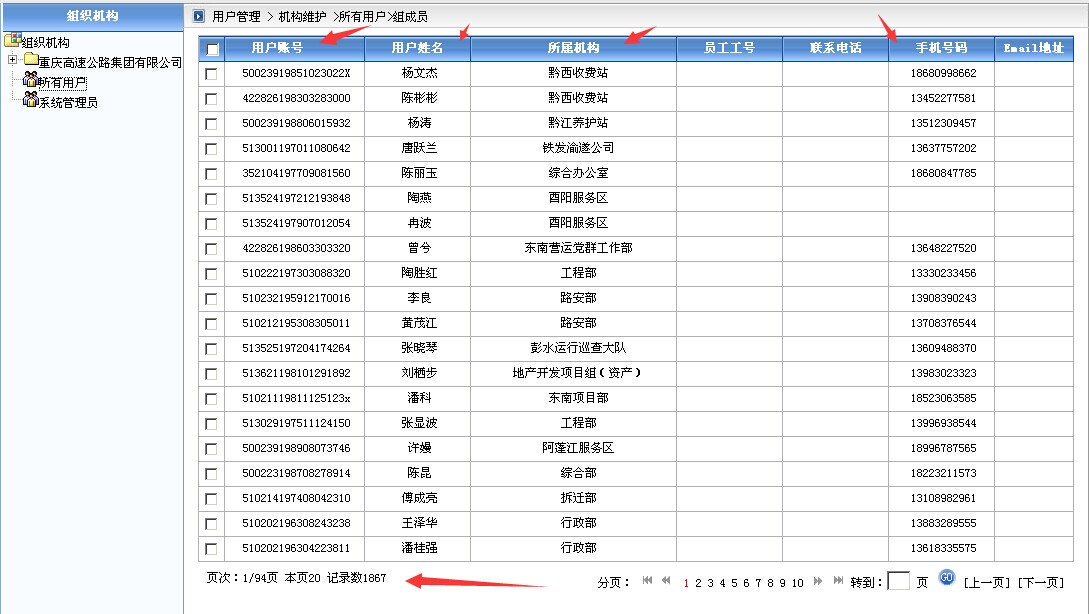 组织机构
组织机构
重庆高速公路集团有限公司
所有用户
系统管理员
用户管理 > 机构维护 >所有用户>组成员
用户账号 用户姓名 所属机构 员工工号 联系电话 手机号码 Email地址
50023919851023022X 杨文杰 黔西收费站 18680998662
422826198303283000 陈彬彬 黔西收费站 13452277581
500239198806015932 杨涛 黔江养护站 13512309457
513001197011080642 唐跃兰 铁发渝遂公司 13637757202
352104197709081560 陈丽玉 综合办公室 18680847785
513524197212193848 陶燕 酉阳服务区
513524197907012054 冉波 酉阳服务区
422826198603303320 曾兮 东南营运党群工作部 13648227520
510222197303088320 陶胜红 工程部 13330233456
510232195912170016 李良 路安部 13908390243
510212195308305011 黄茂江 路安部 13708376544
513525197204174264 张晓琴 彭水运行巡查大队 13609488370
513621198101291892 刘栖步 地产开发项目组(资产) 13983023323
51021119811125123x 潘科 东南项目部 18523063585
513029197511124150 张显波 工程部 13996938544
500239198908073746 许嫚 阿蓬江服务区 18996787565
500223198708278914 陈昆 综合部 18223211573
510214197408042310 傅成亮 拆迁部 13108982961
510202196308243238 王泽华 行政部 13883289555
510202196304223811 潘桂强 行政部 13618335575
页次：1/94页 本页20 记录数1867 分页： 1 2 3 4 5 6 7 8 9 10 转到： 页 GO [上一页] [下一页]